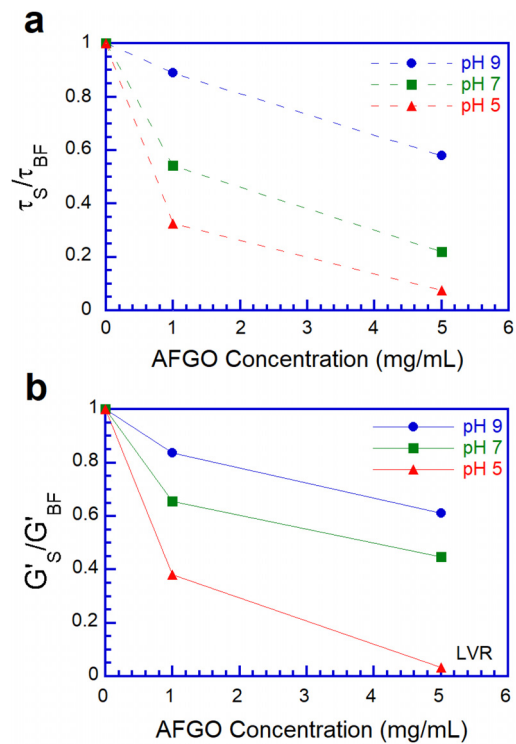 a
1
0.8
0.6
0.4
0.2
0
τS/τBF
pH 9
pH 7
pH 5
0 1 2 3 4 5 6
AFGO Concentration (mg/mL)
b
1
0.8
0.6
0.4
0.2
0
G'S/G'BF
pH 9
pH 7
pH 5
LVR
0 1 2 3 4 5 6
AFGO Concentration (mg/mL)